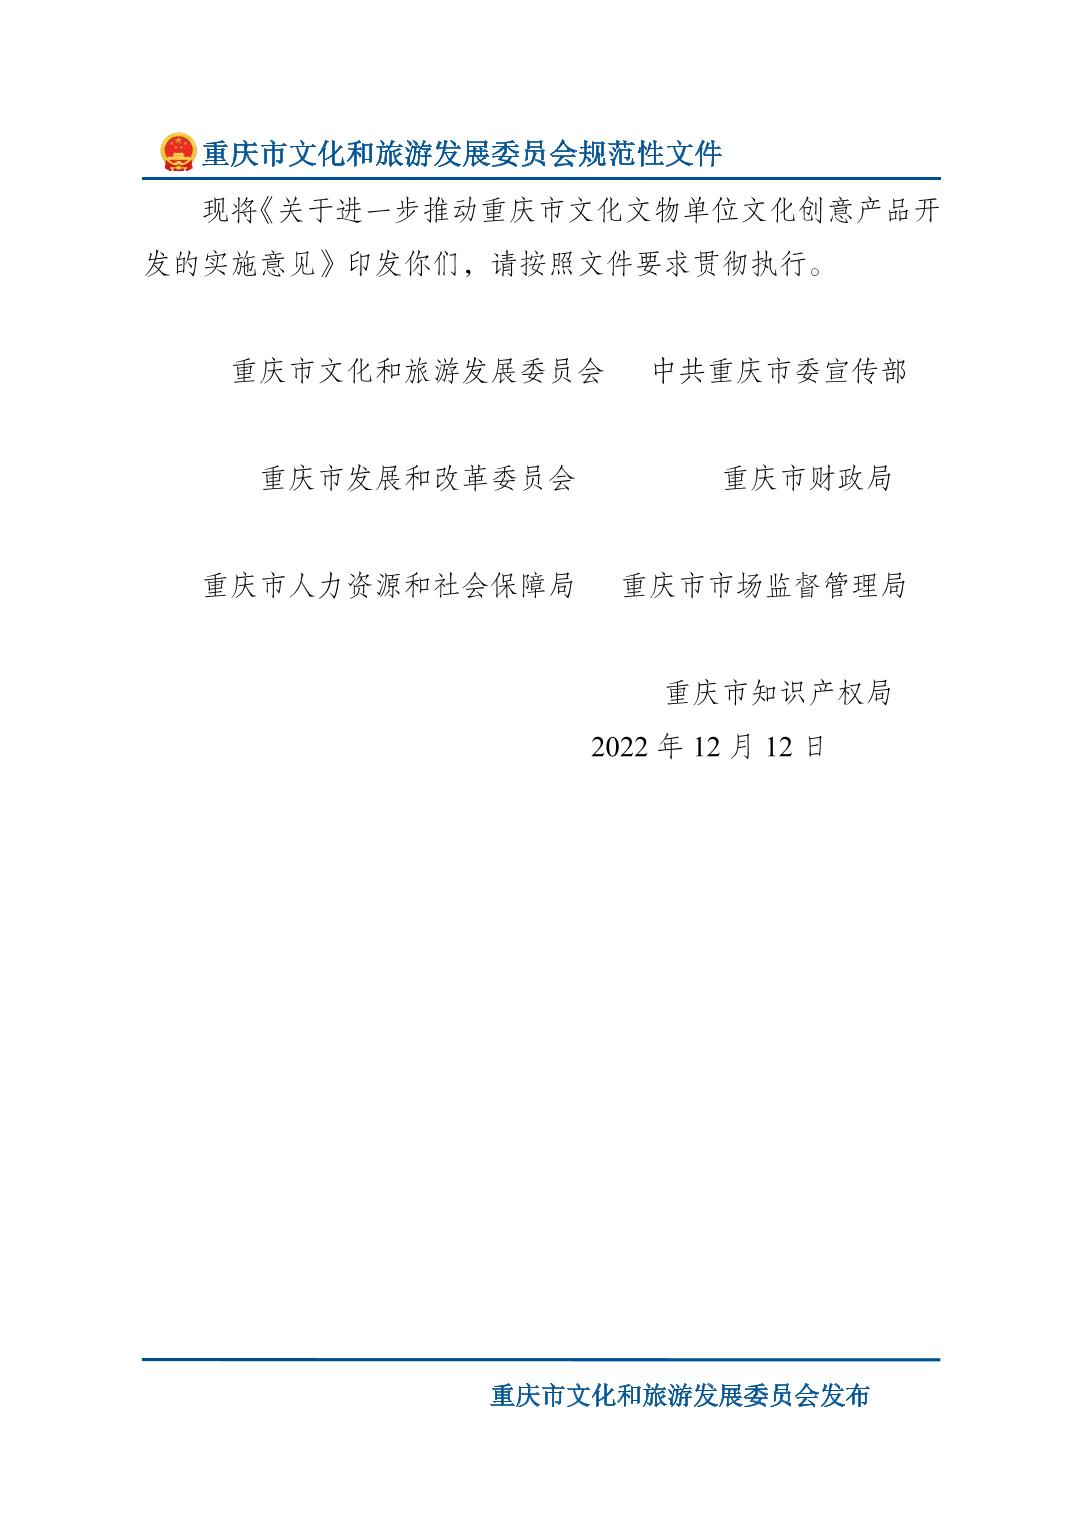 重庆市文化和旅游发展委员会规范性文件
现将《关于进一步推动重庆市文化文物单位文化创意产品开
发的实施意见》印发你们，请按照文件要求贯彻执行。
重庆市文化和旅游发展委员会 中共重庆市委宣传部
重庆市发展和改革委员会 重庆市财政局
重庆市人力资源和社会保障局 重庆市市场监督管理局
重庆市知识产权局
2022 年 12 月 12 日
重庆市文化和旅游发展委员会发布